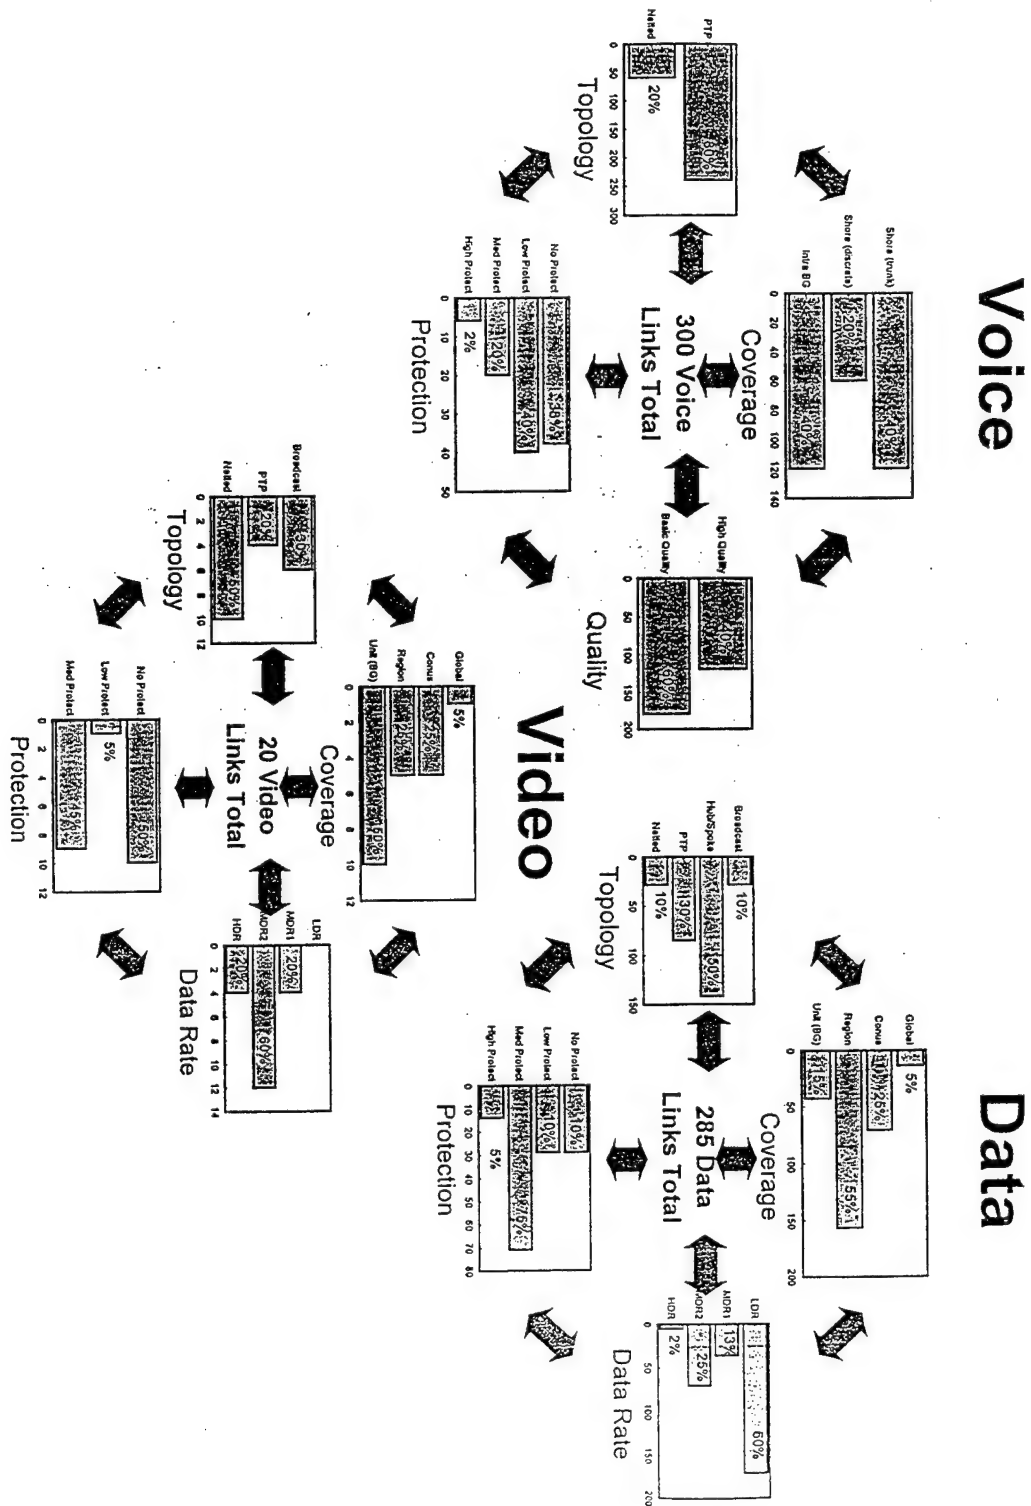 Voice
Coverage
Shore (trunk)
40%
Shore (discrete)
20%
Intra BG
40%
0 20 40 60 80 100 120 140
Topology
PTP
80%
Netted
20%
0 50 100 150 200 250 300
300 Voice
Links Total
Quality
High Quality
40%
Basic Quality
60%
0 50 100 150 200
Protection
No Protect
Low Protect
40%
Med Protect
20%
High Protect
2%
0 10 20 30 40 50
Video
Coverage
Global
5%
Conus
25%
Region
Unit (BG)
50%
0 2 4 6 8 10 12
Topology
Broadcast
30%
PTP
20%
Netted
0 2 4 6 8 10 12
20 Video
Links Total
Data Rate
LDR
MDR1
20%
MDR2
60%
HDR
20%
0 2 4 6 8 10 12 14
Protection
No Protect
50%
Low Protect
5%
Med Protect
45%
0 2 4 6 8 10 12
Data
Coverage
Global
5%
Conus
25%
Region
55%
Unit (BG)
15%
0 50 100 150 200
Topology
Broadcast
10%
Hub/Spoke
50%
PTP
30%
Netted
10%
0 50 100 150
285 Data
Links Total
Data Rate
LDR
60%
MDR1
13%
MDR2
25%
HDR
2%
0 50 100 150 200
Protection
No Protect
10%
Low Protect
10%
Med Protect
High Protect
5%
0 10 20 30 40 50 60 70 80